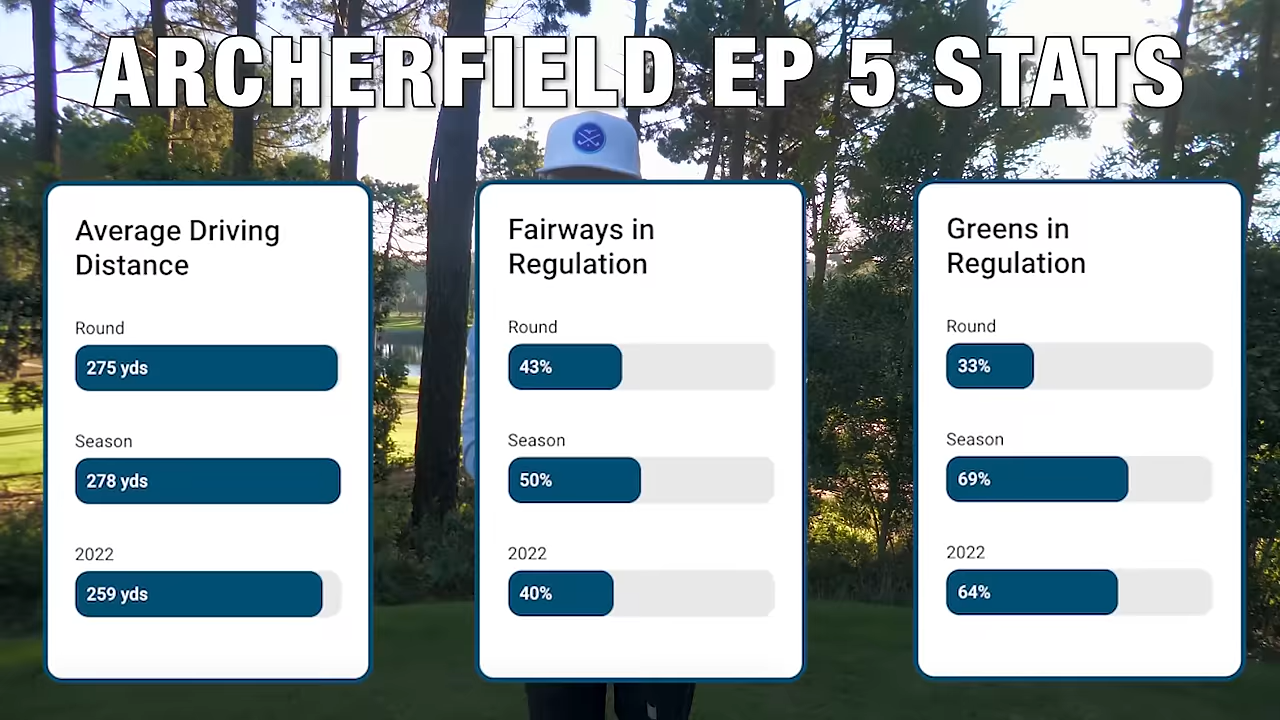 ARCHERFIELD EP 5 STATS
Average Driving
Distance
Round
275 yds
Season
278 yds
2022
259 yds
Fairways in
Regulation
Round
43%
Season
50%
2022
40%
Greens in
Regulation
Round
33%
Season
69%
2022
64%